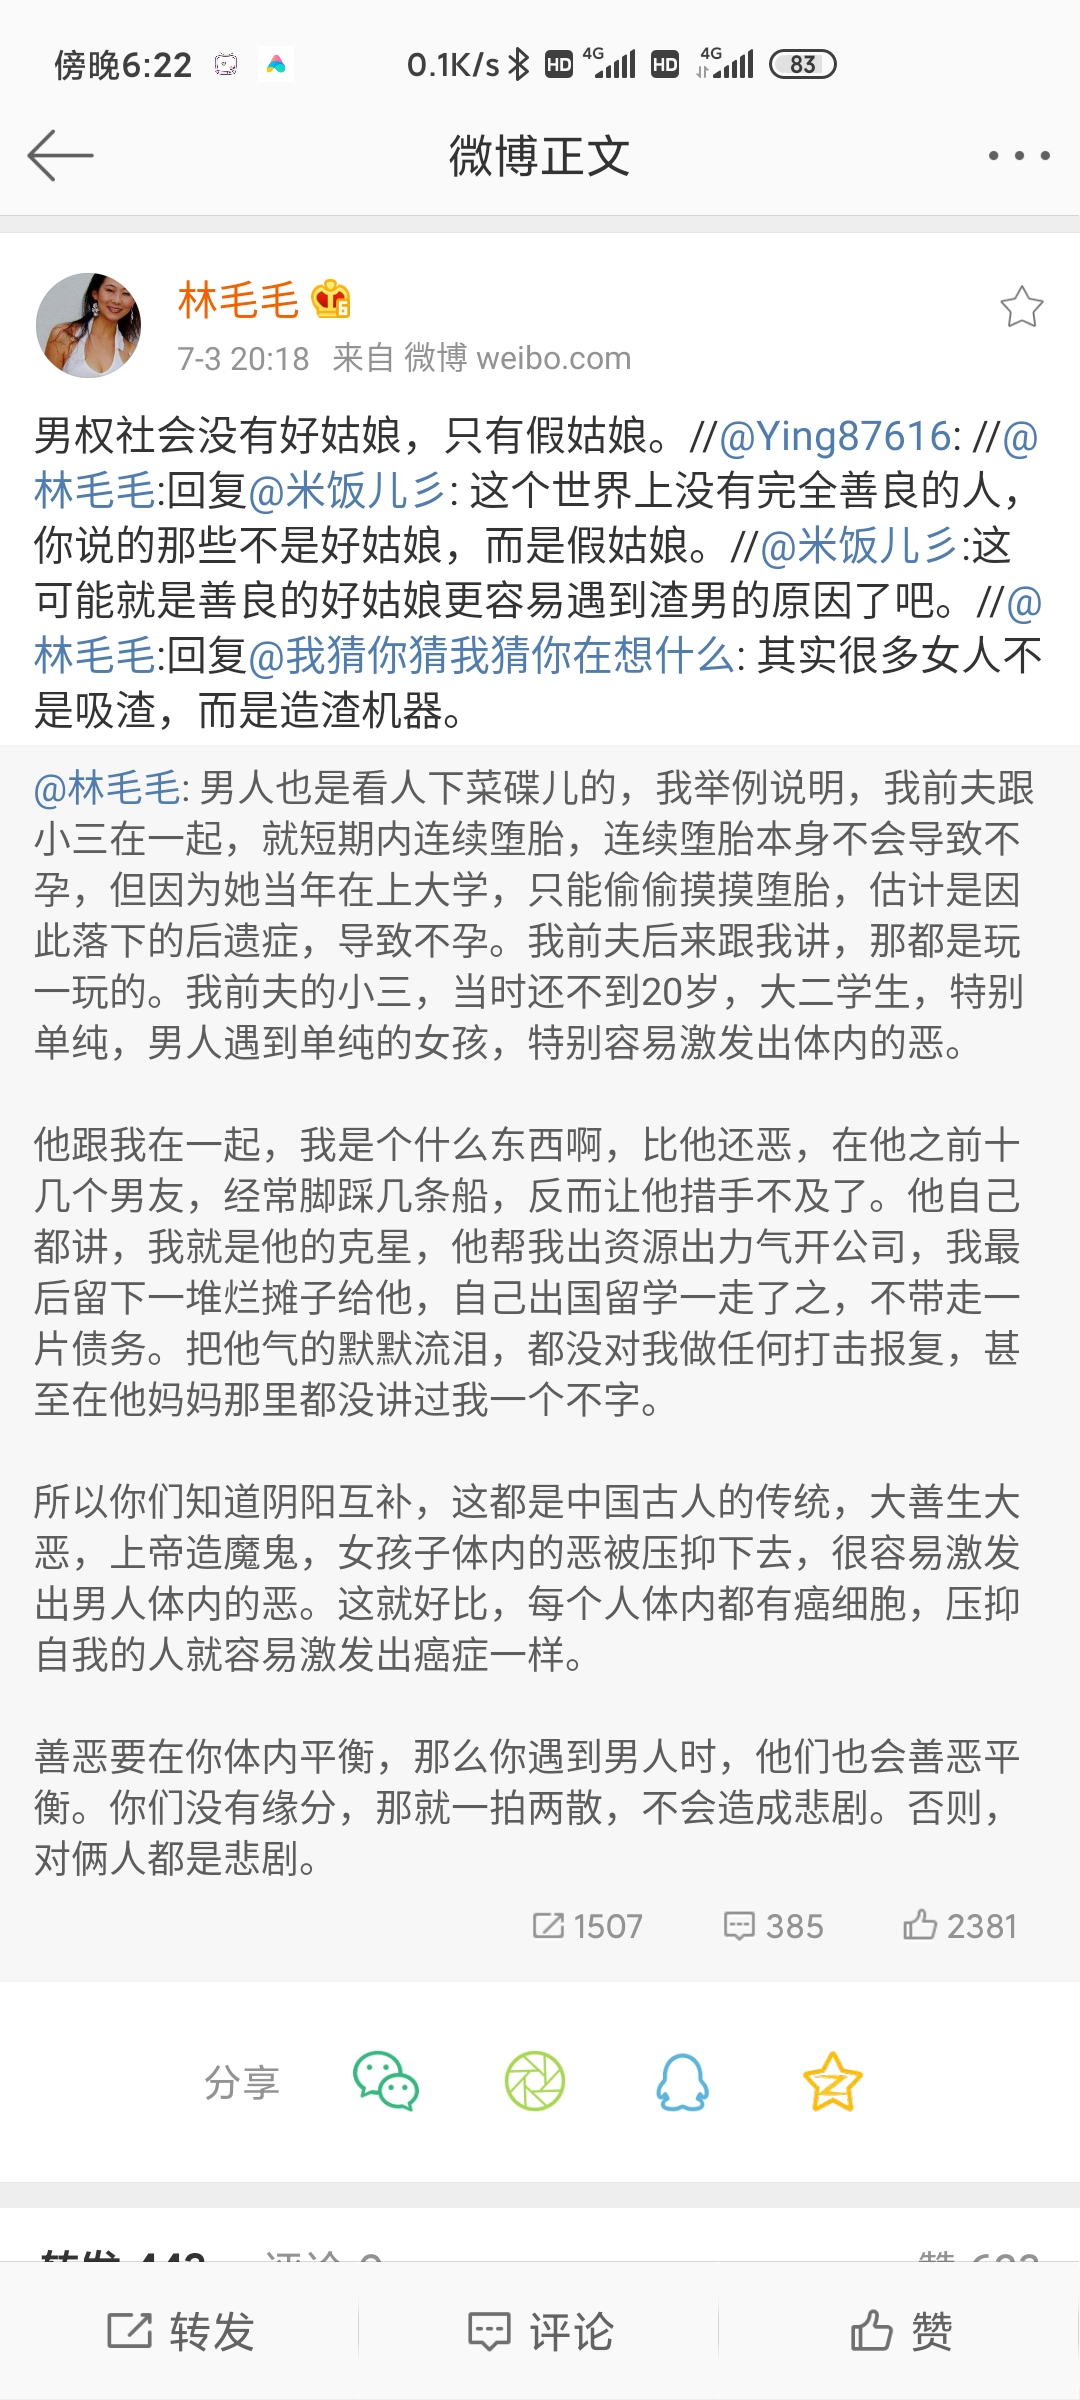 傍晚6:22 0.1K/s HD 4G HD 4G 83
微博正文
林毛毛 6
7-3 20:18 来自 微博 weibo.com
男权社会没有好姑娘，只有假姑娘。//@Ying87616: //@
林毛毛:回复@米饭儿彡: 这个世界上没有完全善良的人，
你说的那些不是好姑娘，而是假姑娘。//@米饭儿彡:这
可能就是善良的好姑娘更容易遇到渣男的原因了吧。//@
林毛毛:回复@我猜你猜我猜你在想什么: 其实很多女人不
是吸渣，而是造渣机器。
@林毛毛: 男人也是看人下菜碟儿的，我举例说明，我前夫跟
小三在一起，就短期内连续堕胎，连续堕胎本身不会导致不
孕，但因为她当年在上大学，只能偷偷摸摸堕胎，估计是因
此落下的后遗症，导致不孕。我前夫后来跟我讲，那都是玩
一玩的。我前夫的小三，当时还不到20岁，大二学生，特别
单纯，男人遇到单纯的女孩，特别容易激发出体内的恶。
他跟我在一起，我是个什么东西啊，比他还恶，在他之前十
几个男友，经常脚踩几条船，反而让他措手不及了。他自己
都讲，我就是他的克星，他帮我出资源出力气开公司，我最
后留下一堆烂摊子给他，自己出国留学一走了之，不带走一
片债务。把他气的默默流泪，都没对我做任何打击报复，甚
至在他妈妈那里都没讲过我一个不字。
所以你们知道阴阳互补，这都是中国古人的传统，大善生大
恶，上帝造魔鬼，女孩子体内的恶被压抑下去，很容易激发
出男人体内的恶。这就好比，每个人体内都有癌细胞，压抑
自我的人就容易激发出癌症一样。
善恶要在你体内平衡，那么你遇到男人时，他们也会善恶平
衡。你们没有缘分，那就一拍两散，不会造成悲剧。否则，
对俩人都是悲剧。
1507 385 2381
分享
转发 评论 赞
转发 评论 赞